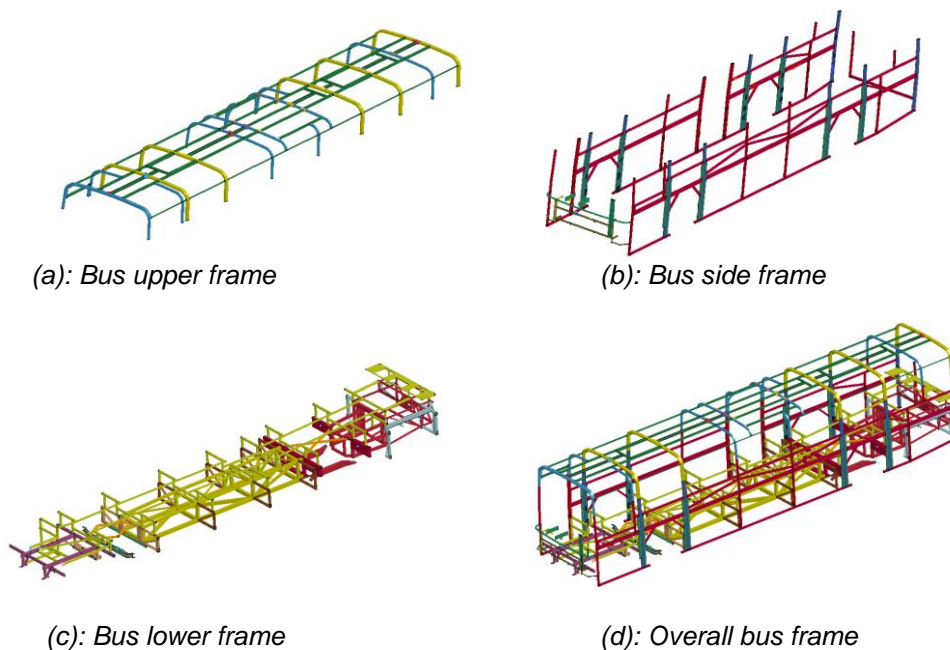 (a): Bus upper frame
(b): Bus side frame
(c): Bus lower frame
(d): Overall bus frame